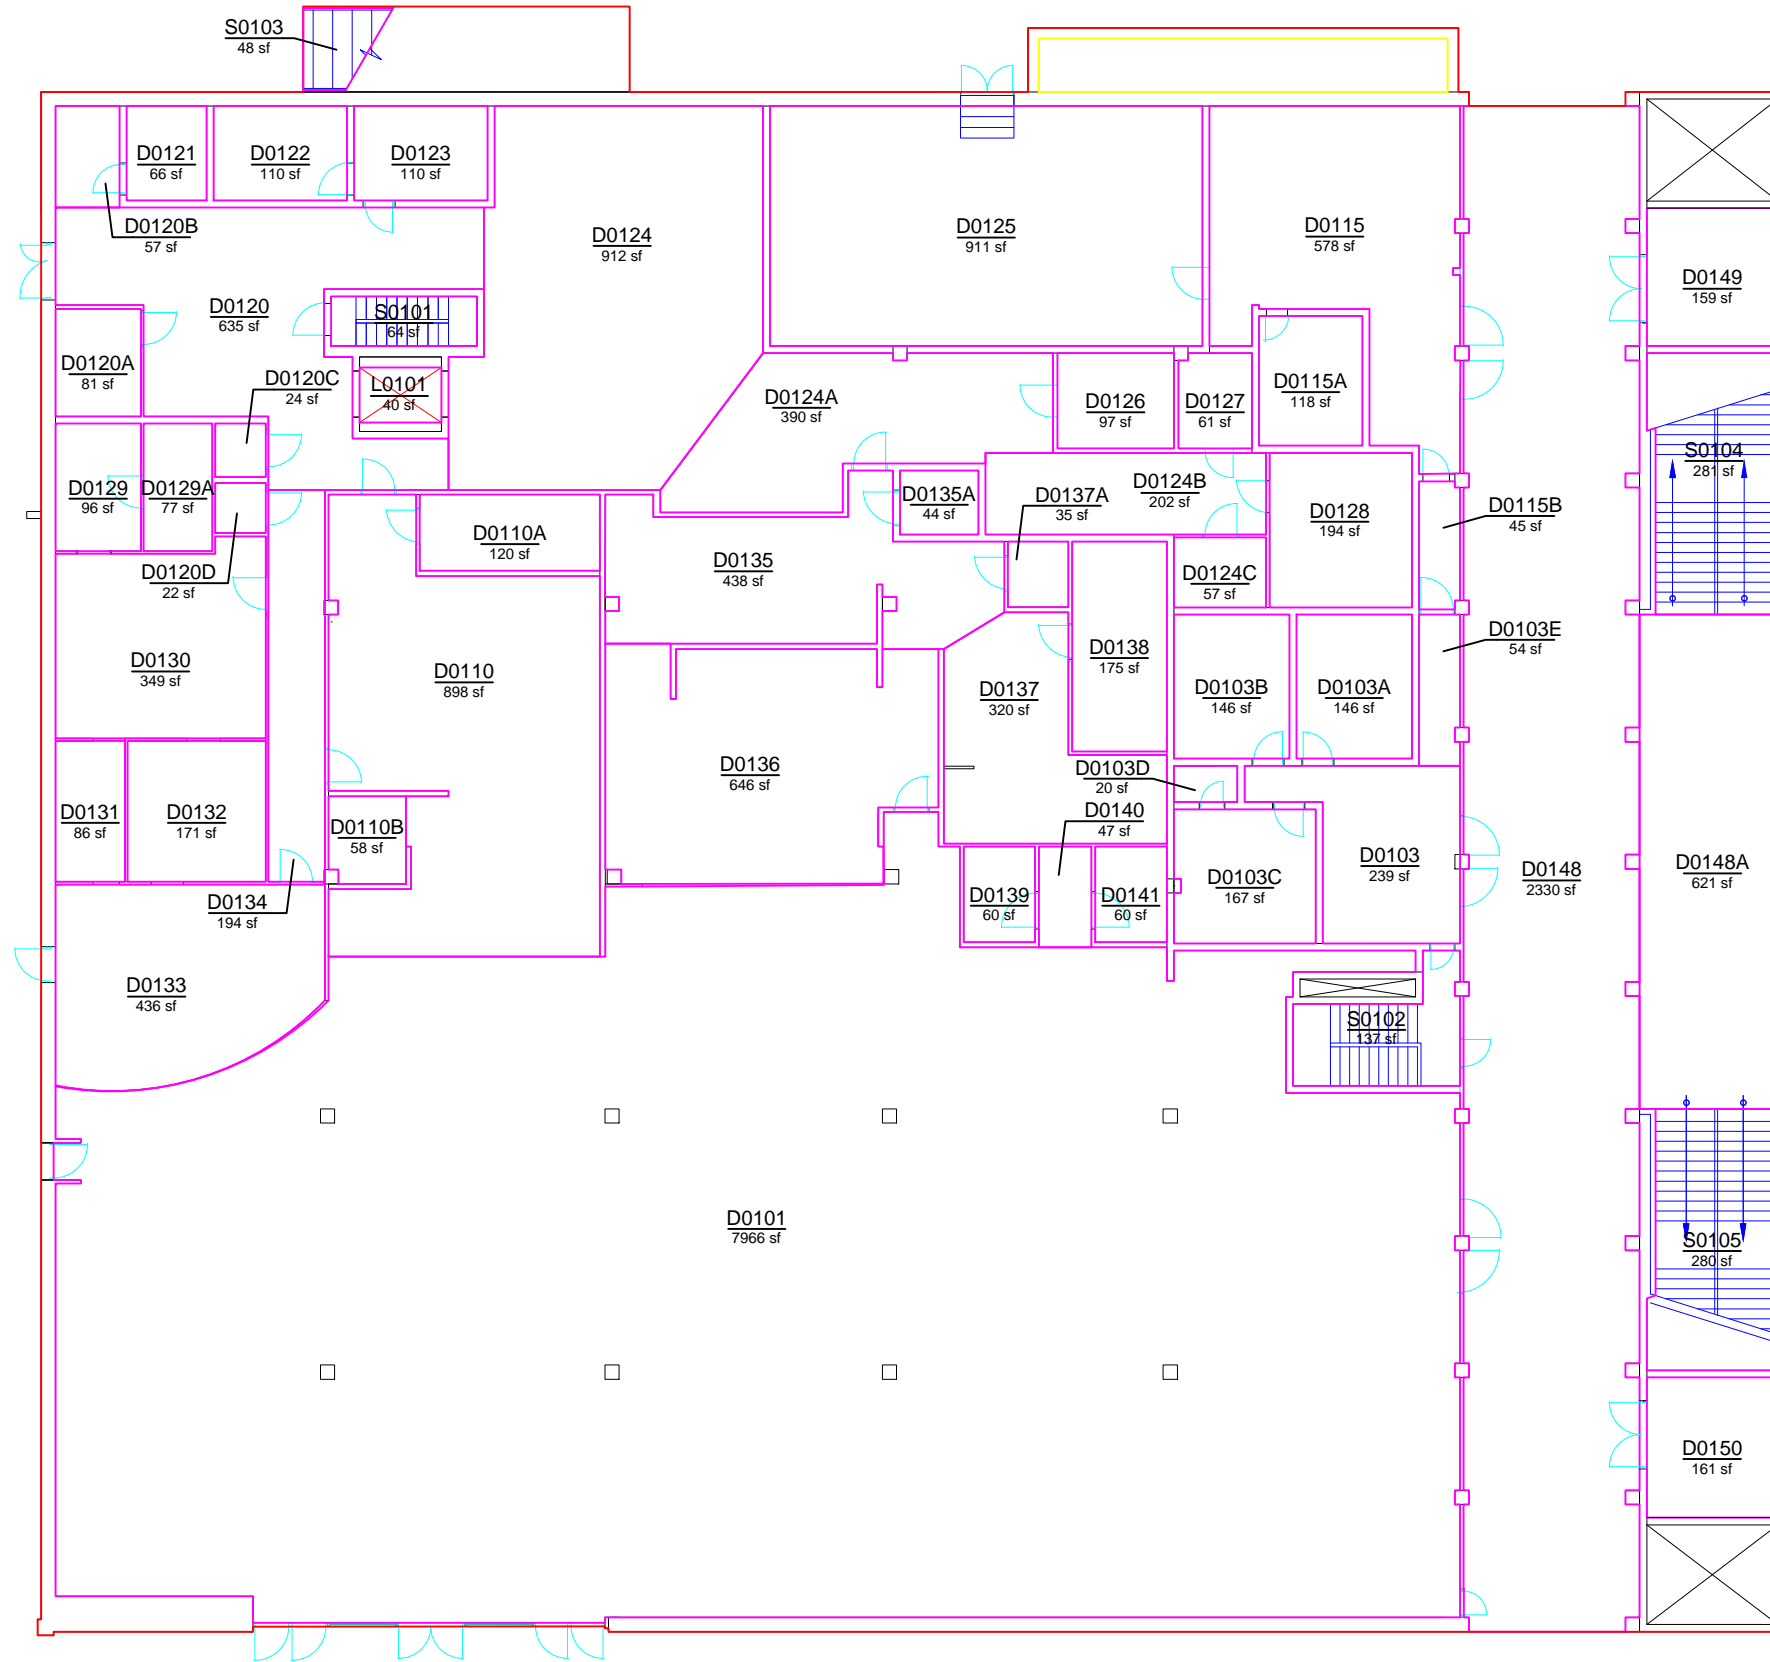 S0103
48 sf
D0121
66 sf
D0122
110 sf
D0123
110 sf
D0120B
57 sf
D0124
912 sf
D0125
911 sf
D0115
578 sf
D0149
159 sf
D0120
635 sf
S0101
64 sf
D0120A
81 sf
D0120C
24 sf
L0101
40 sf
D0124A
390 sf
D0126
97 sf
D0127
61 sf
D0115A
118 sf
S0104
281 sf
D0129
96 sf
D0129A
77 sf
D0135A
44 sf
D0137A
35 sf
D0124B
202 sf
D0128
194 sf
D0115B
45 sf
D0110A
120 sf
D0135
438 sf
D0120D
22 sf
D0124C
57 sf
D0103E
54 sf
D0130
349 sf
D0110
898 sf
D0138
175 sf
D0137
320 sf
D0103B
146 sf
D0103A
146 sf
D0136
646 sf
D0103D
20 sf
D0131
86 sf
D0132
171 sf
D0110B
58 sf
D0140
47 sf
D0103
239 sf
D0148
2330 sf
D0148A
621 sf
D0134
194 sf
D0139
60 sf
D0141
60 sf
D0103C
167 sf
D0133
436 sf
S0102
137 sf
D0101
7966 sf
S0105
280 sf
D0150
161 sf